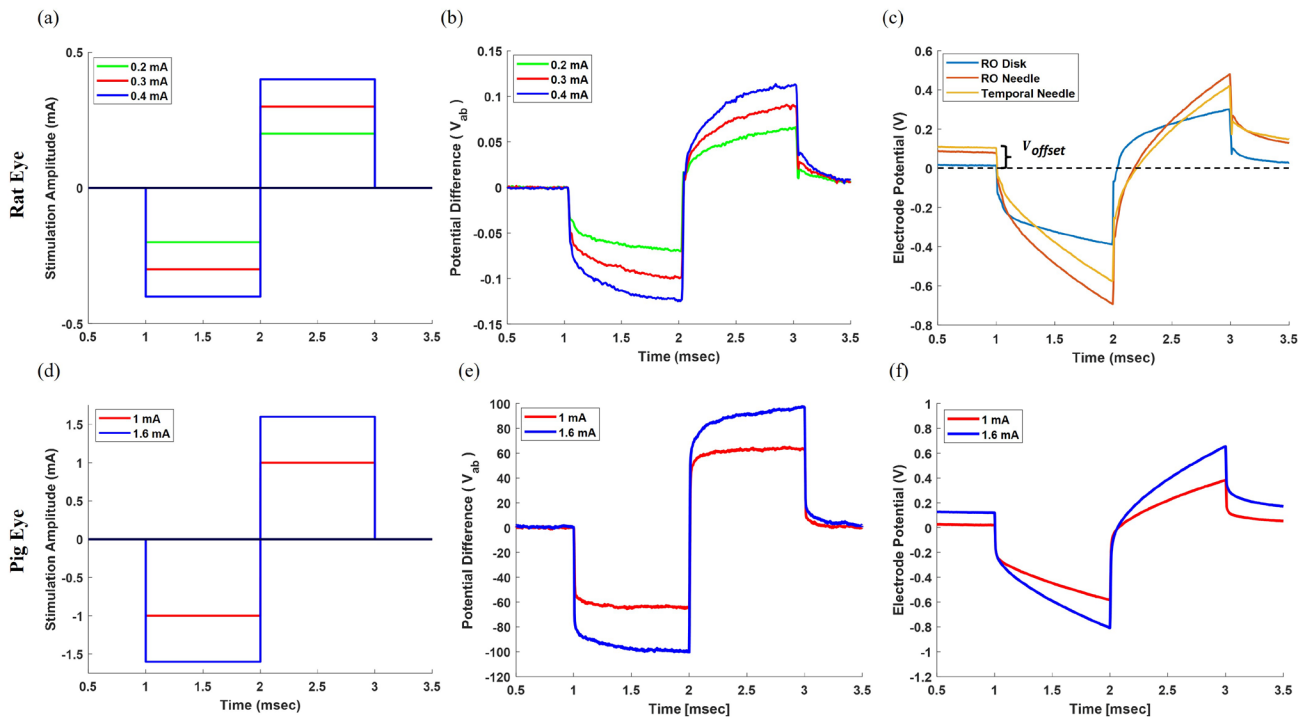 (a)
(b)
(c)
Rat Eye
Stimulation Amplitude (mA)
0.5
0
-0.5
0.2 mA
0.3 mA
0.4 mA
0.5 1 1.5 2 2.5 3 3.5
Time (msec)
Potential Difference ( Vab)
0.15
0.1
0.05
0
-0.05
-0.1
-0.15
0.2 mA
0.3 mA
0.4 mA
0.5 1 1.5 2 2.5 3 3.5
Time (msec)
Electrode Potential (V)
0.6
0.4
0.2
0
-0.2
-0.4
-0.6
-0.8
RO Disk
RO Needle
Temporal Needle
Voffset
0.5 1 1.5 2 2.5 3 3.5
Time (msec)
(d)
(e)
(f)
Pig Eye
Stimulation Amplitude (mA)
1.5
1
0.5
0
-0.5
-1
-1.5
1 mA
1.6 mA
0.5 1 1.5 2 2.5 3 3.5
Time (msec)
Potential Difference ( Vab)
100
80
60
40
20
0
-20
-40
-60
-80
-100
-120
1 mA
1.6 mA
0.5 1 1.5 2 2.5 3 3.5
Time [msec]
Electrode Potential (V)
1
0.8
0.6
0.4
0.2
0
-0.2
-0.4
-0.6
-0.8
-1
-1.2
1 mA
1.6 mA
0.5 1 1.5 2 2.5 3 3.5
Time [msec]